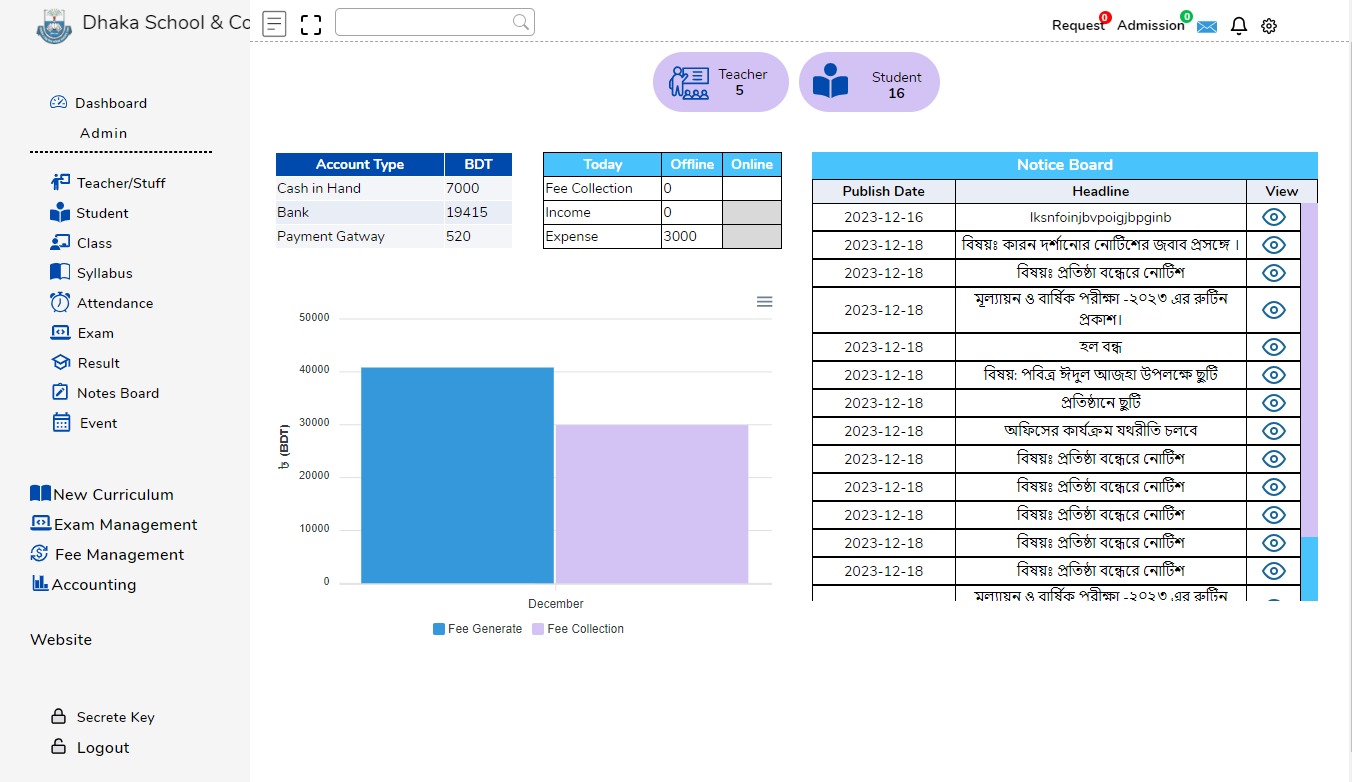 Dhaka School & Co
Request 0 Admission 0
Teacher
5
Student
16
Dashboard
Admin
Teacher/Stuff
Student
Class
Syllabus
Attendance
Exam
Result
Notes Board
Event
New Curriculum
Exam Management
Fee Management
Accounting
Website
Secrete Key
Logout
Account Type BDT
Cash in Hand 7000
Bank 19415
Payment Gatway 520
Today Offline Online
Fee Collection 0
Income 0
Expense 3000
50000
40000
30000
20000
10000
0
৳ (BDT)
December
Fee Generate Fee Collection
Notice Board
Publish Date Headline View
2023-12-16 lksnfoinjbvpoigjbpginb
2023-12-18 বিষয়ঃ কারন দর্শানোর নোটিশের জবাব প্রসঙ্গে ।
2023-12-18 বিষয়ঃ প্রতিষ্ঠা বন্ধেরে নোটিশ
2023-12-18 মূল্যায়ন ও বার্ষিক পরীক্ষা -২০২৩ এর রুটিন
প্রকাশ।
2023-12-18 হল বন্ধ
2023-12-18 বিষয়: পবিত্র ঈদুল আজহা উপলক্ষে ছুটি
2023-12-18 প্রতিষ্ঠানে ছুটি
2023-12-18 অফিসের কার্যক্রম যথরীতি চলবে
2023-12-18 বিষয়ঃ প্রতিষ্ঠা বন্ধেরে নোটিশ
2023-12-18 বিষয়ঃ প্রতিষ্ঠা বন্ধেরে নোটিশ
2023-12-18 বিষয়ঃ প্রতিষ্ঠা বন্ধেরে নোটিশ
2023-12-18 বিষয়ঃ প্রতিষ্ঠা বন্ধেরে নোটিশ
2023-12-18 বিষয়ঃ প্রতিষ্ঠা বন্ধেরে নোটিশ
মূল্যায়ন ও বার্ষিক পরীক্ষা -২০২৩ এর রুটিন